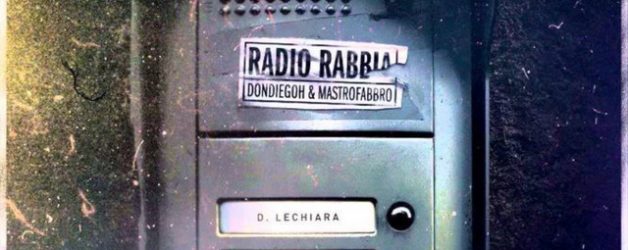 RADIO RABBIA
DONDIEGOH & MASTROFABBRO
D. LECHIARA